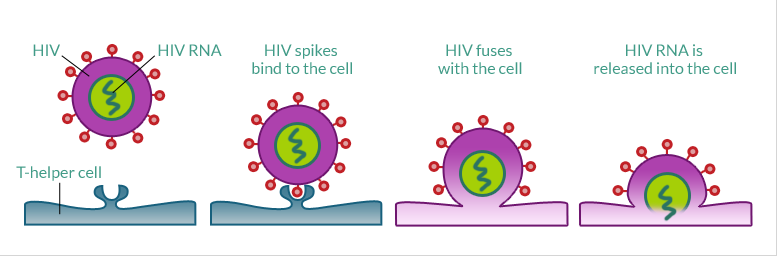 HIV
HIV RNA
T-helper cell
HIV spikes
bind to the cell
HIV fuses
with the cell
HIV RNA is
released into the cell